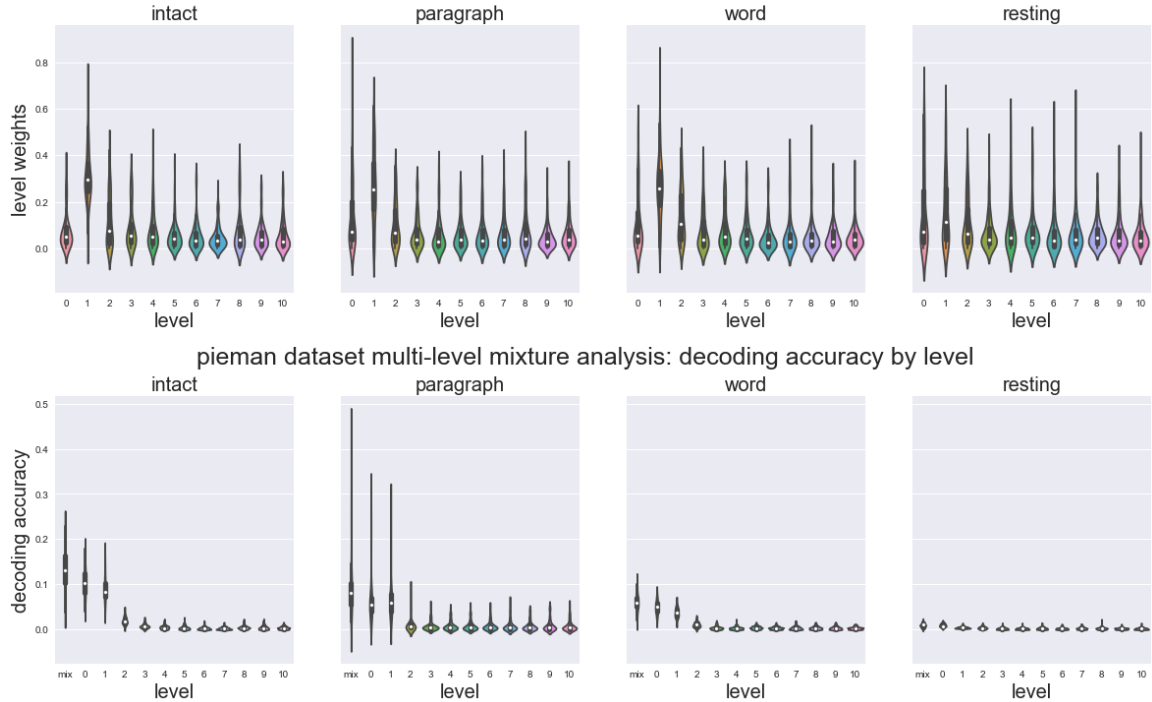 intact paragraph word resting
level weights
0.8
0.6
0.4
0.2
0.0
0 1 2 3 4 5 6 7 8 9 10 0 1 2 3 4 5 6 7 8 9 10 0 1 2 3 4 5 6 7 8 9 10 0 1 2 3 4 5 6 7 8 9 10
level level level level
pieman dataset multi-level mixture analysis: decoding accuracy by level
intact paragraph word resting
decoding accuracy
0.5
0.4
0.3
0.2
0.1
0.0
mix 0 1 2 3 4 5 6 7 8 9 10 mix 0 1 2 3 4 5 6 7 8 9 10 mix 0 1 2 3 4 5 6 7 8 9 10 mix 0 1 2 3 4 5 6 7 8 9 10
level level level level